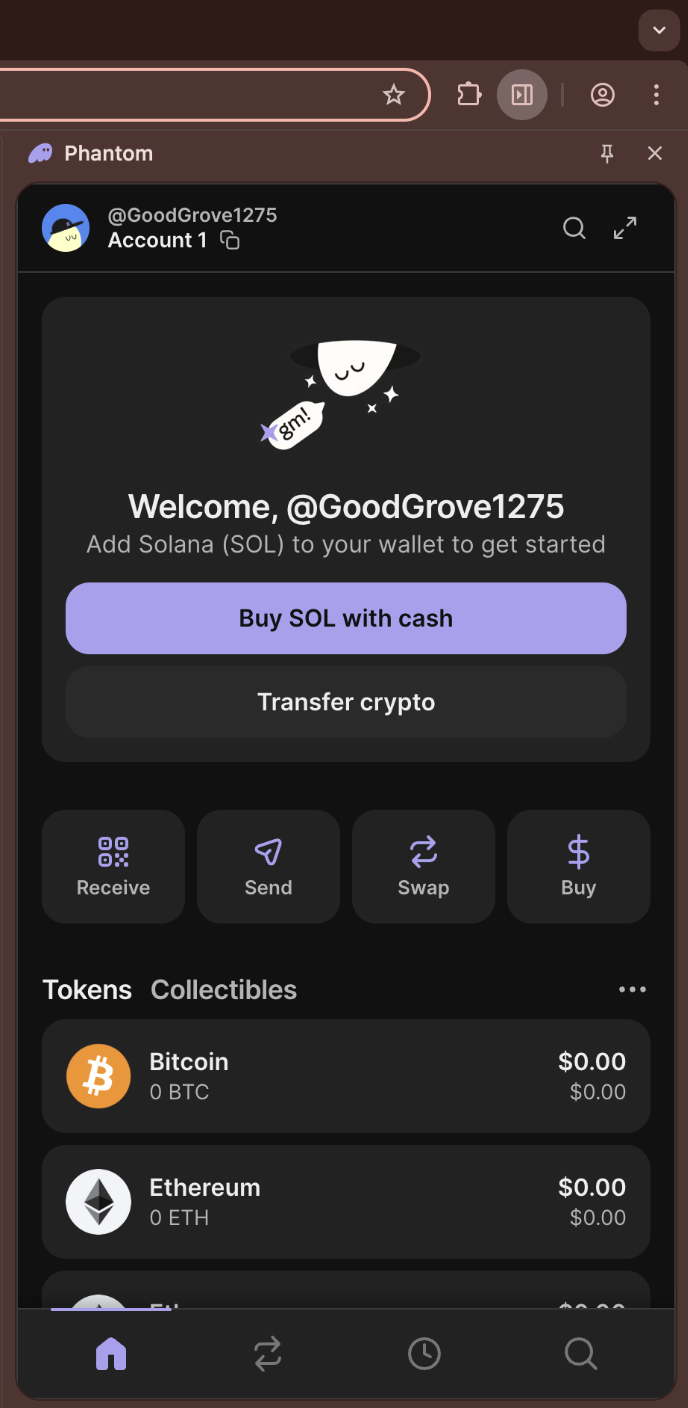 Phantom
@GoodGrove1275
Account 1
gm!
Welcome, @GoodGrove1275
Add Solana (SOL) to your wallet to get started
Buy SOL with cash
Transfer crypto
Receive Send Swap Buy
Tokens Collectibles
Bitcoin $0.00
0 BTC $0.00
Ethereum $0.00
0 ETH $0.00